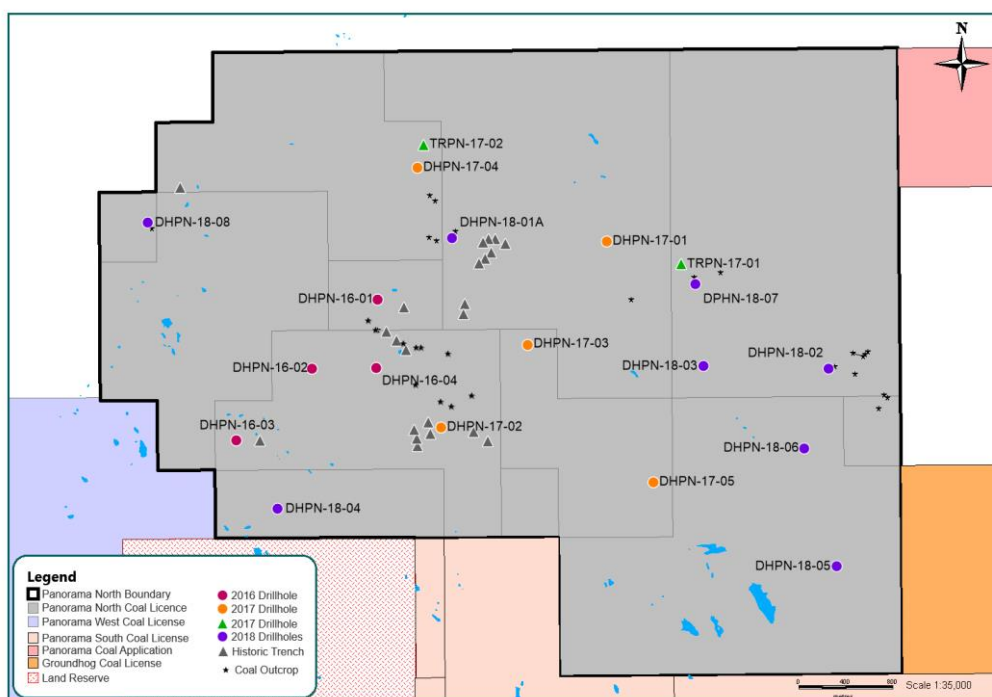 N
TRPN-17-02
DHPN-17-04
DHPN-18-08
DHPN-18-01A
DHPN-17-01
TRPN-17-01
DPHN-18-07
DHPN-16-01
DHPN-17-03
DHPN-18-03
DHPN-18-02
DHPN-16-02
DHPN-16-04
DHPN-16-03
DHPN-17-02
DHPN-18-06
DHPN-17-05
DHPN-18-04
DHPN-18-05
Legend
Panorama North Boundary
Panorama North Coal Licence
Panorama West Coal License
Panorama South Coal License
Panorama Coal Application
Groundhog Coal License
Land Reserve
2016 Drillhole
2017 Drillhole
2017 Drillhole
2018 Drillholes
Historic Trench
Coal Outcrop
0 400 800
Scale 1:35,000